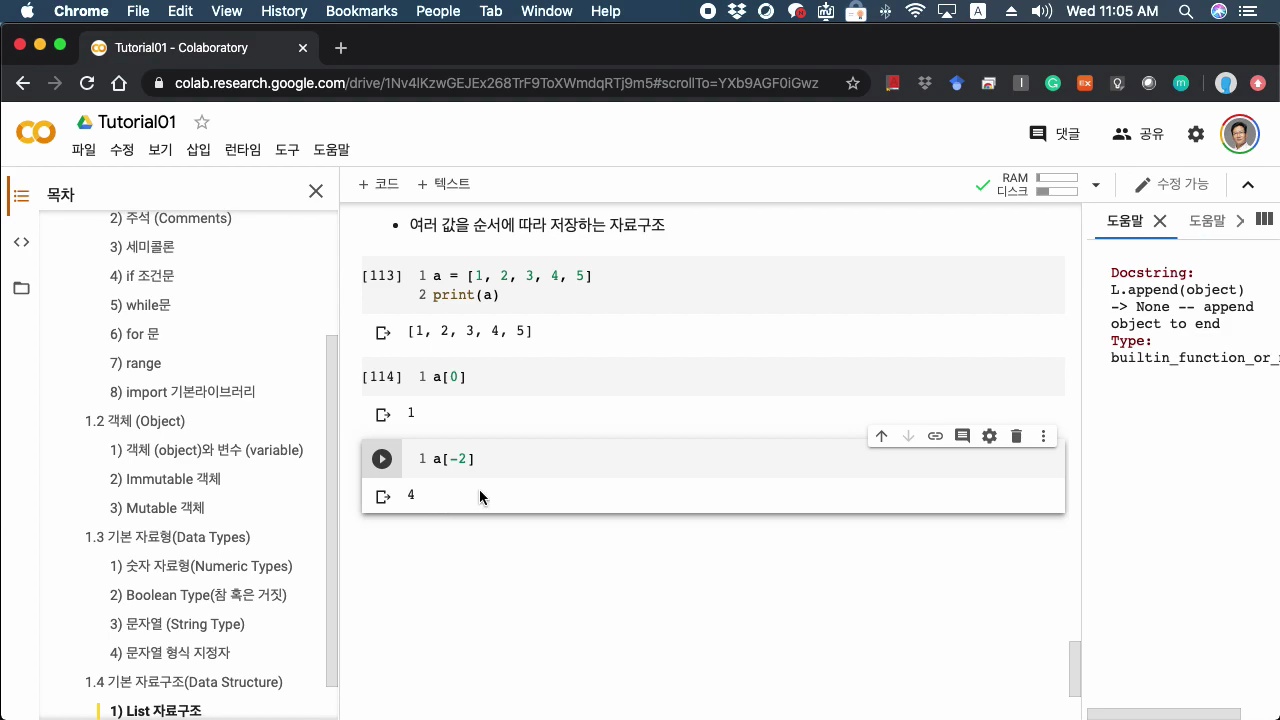 Chrome File Edit View History Bookmarks People Tab Window Help
A
Wed 11:05 AM
Tutorial01 - Colaboratory
colab.research.google.com/drive/1Nv4lKzwGEJEx268TrF9ToXWmdqRTj9m5#scrollTo=YXb9AGF0iGwz
Tutorial01
댓글
공유
파일 수정 보기 삽입 런타임 도구 도움말
+ 코드 + 텍스트
RAM
디스크
수정 가능
목차
2) 주석 (Comments)
3) 세미콜론
4) if 조건문
5) while문
6) for 문
7) range
8) import 기본라이브러리
1.2 객체 (Object)
1) 객체 (object)와 변수 (variable)
2) Immutable 객체
3) Mutable 객체
1.3 기본 자료형(Data Types)
1) 숫자 자료형(Numeric Types)
2) Boolean Type(참 혹은 거짓)
3) 문자열 (String Type)
4) 문자열 형식 지정자
1.4 기본 자료구조(Data Structure)
1) List 자료구조
• 여러 값을 순서에 따라 저장하는 자료구조
[113] 1 a = [1, 2, 3, 4, 5]
2 print(a)
[1, 2, 3, 4, 5]
[114] 1 a[0]
1
1 a[-2]
4
도움말
도움말
Docstring:
L.append(object)
-> None -- append
object to end
Type:
builtin_function_or_